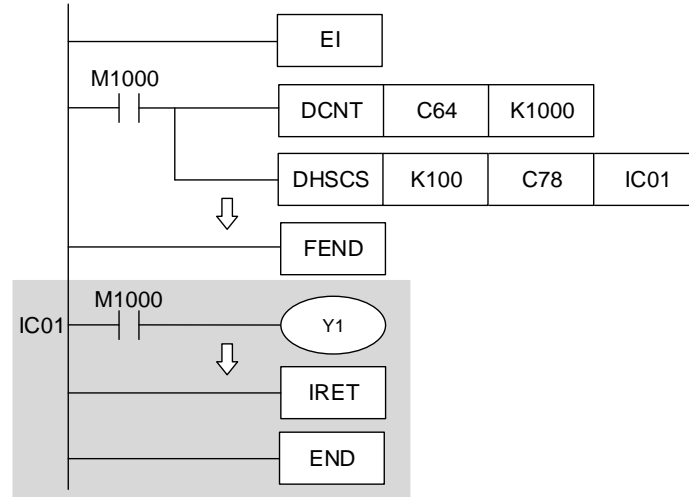 EI
M1000
DCNT C64 K1000
DHSCS K100 C78 IC01
FEND
M1000
IC01 Y1
IRET
END